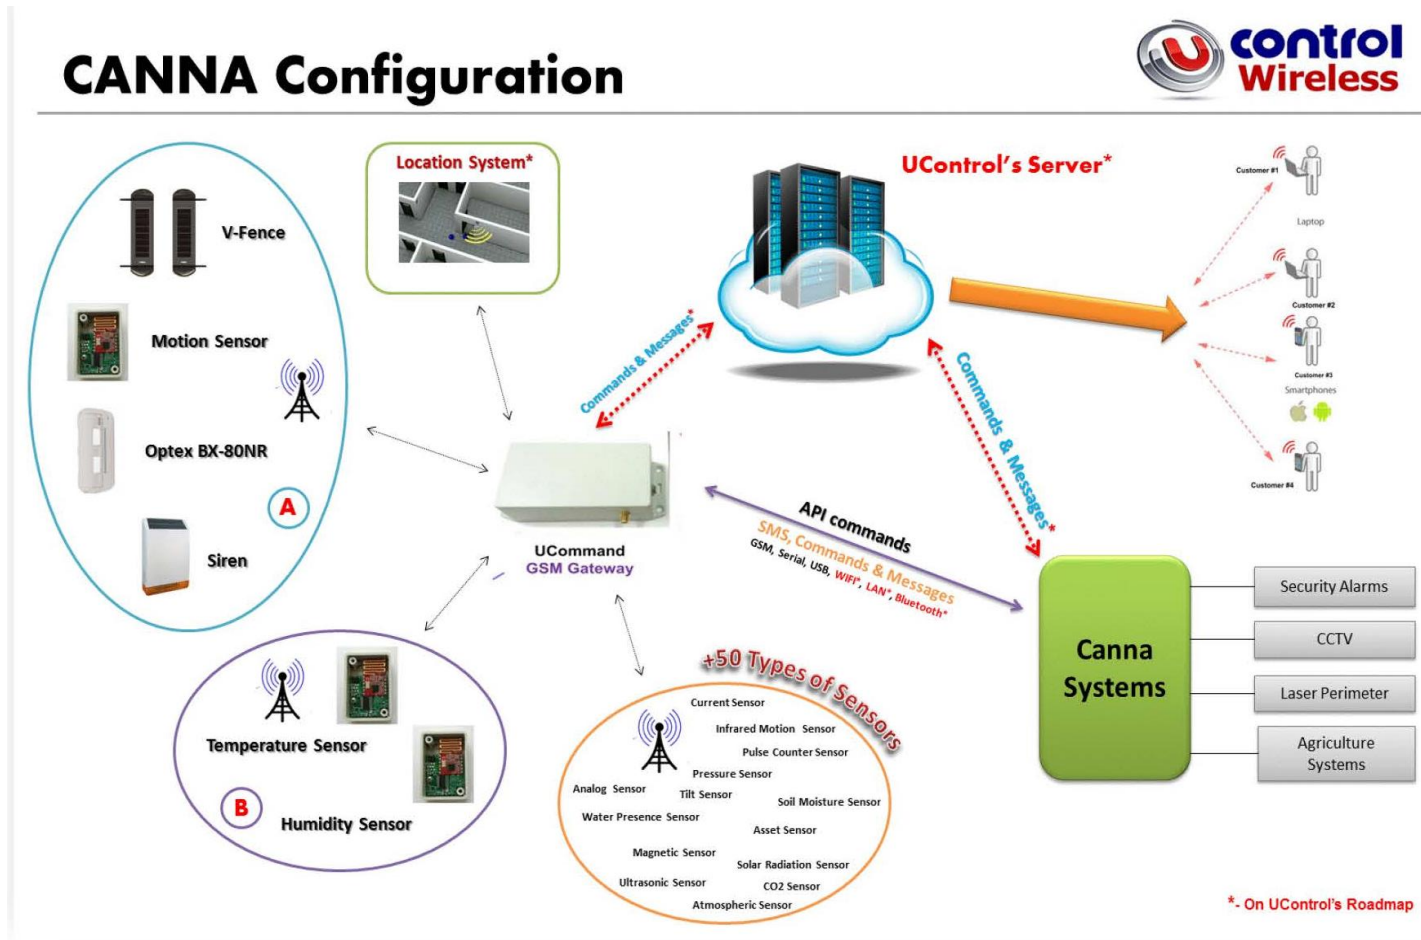 CANNA Configuration
U control
Wireless
Location System*
UControl's Server*
V-Fence
Motion Sensor
Optex BX-80NR
A
Siren
Commands & Messages*
Commands & Messages*
Customer #1
Laptop
Customer #2
Customer #3
Smartphones
Customer #4
UCommand
GSM Gateway
API commands
SMS, Commands & Messages
GSM, Serial, USB, WIFI*, LAN*, Bluetooth*
Canna
Systems
Security Alarms
CCTV
Laser Perimeter
Agriculture
Systems
Temperature Sensor
B
Humidity Sensor
+50 Types of Sensors
Current Sensor
Infrared Motion Sensor
Pulse Counter Sensor
Pressure Sensor
Analog Sensor
Tilt Sensor
Soil Moisture Sensor
Water Presence Sensor
Asset Sensor
Magnetic Sensor
Solar Radiation Sensor
Ultrasonic Sensor
CO2 Sensor
Atmospheric Sensor
*- On UControl's Roadmap